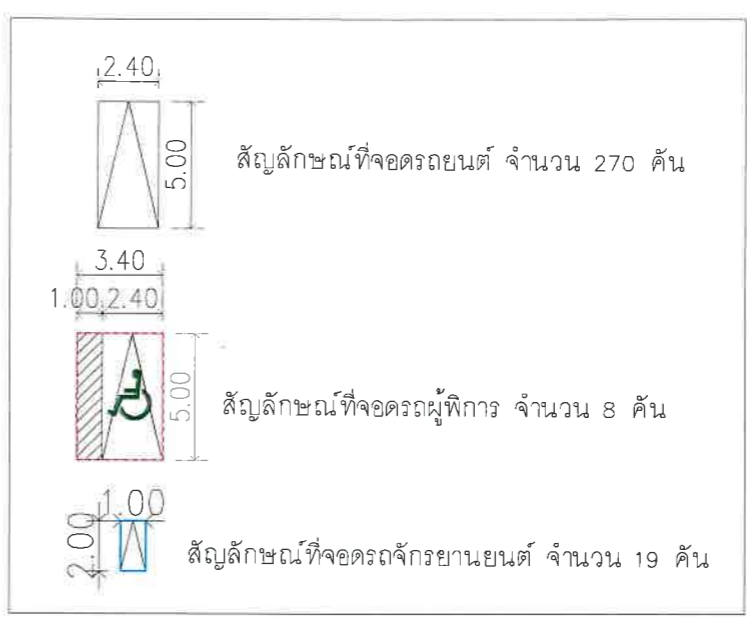 2.40
5.00
สัญลักษณ์ที่จอดรถยนต์ จำนวน 270 คัน
3.40
1.00 2.40
5.00
สัญลักษณ์ที่จอดรถผู้พิการ จำนวน 8 คัน
1.00
2.00
สัญลักษณ์ที่จอดรถจักรยานยนต์ จำนวน 19 คัน